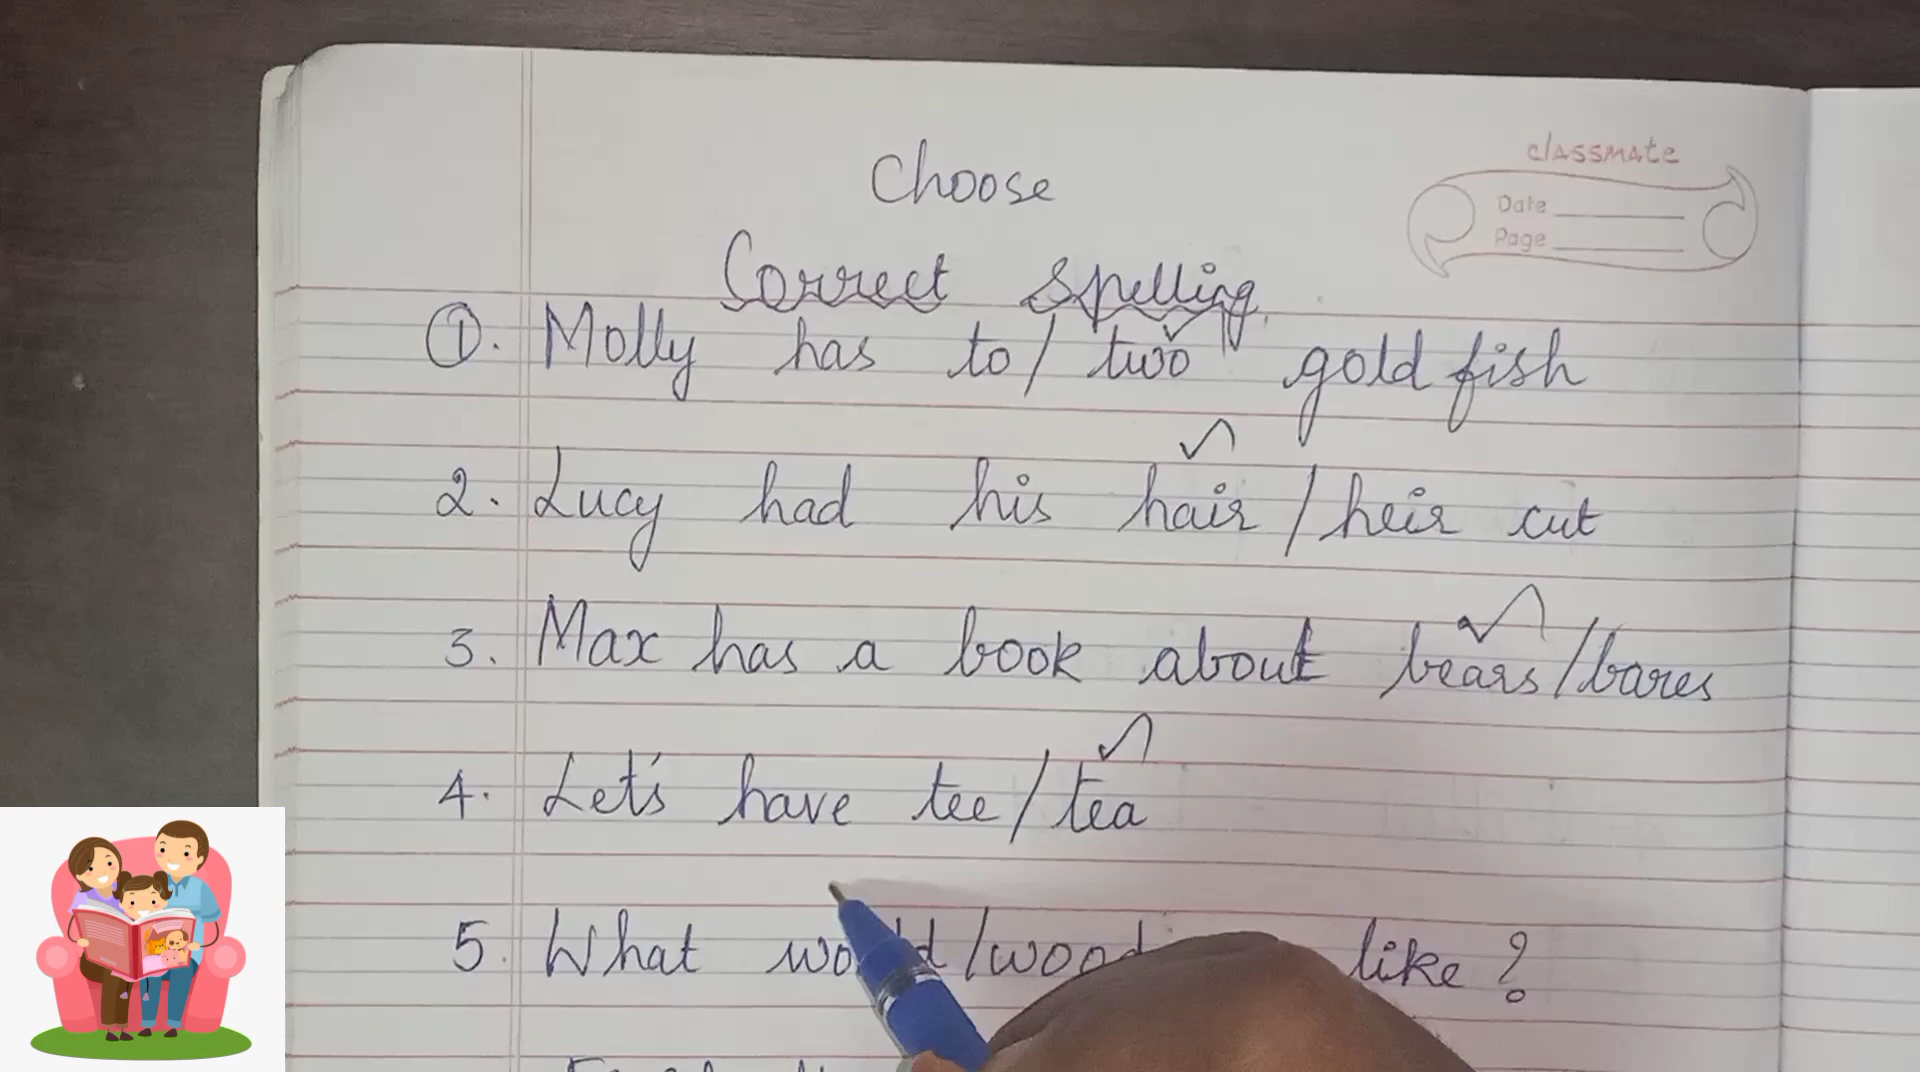 classmate
Date
Page
Choose
Correct Spelling
1. Molly has to/two gold fish
2. Lucy had his hair/heir cut
3. Max has a book about bears/bares
4. Let's have tee/tea
5. What like?